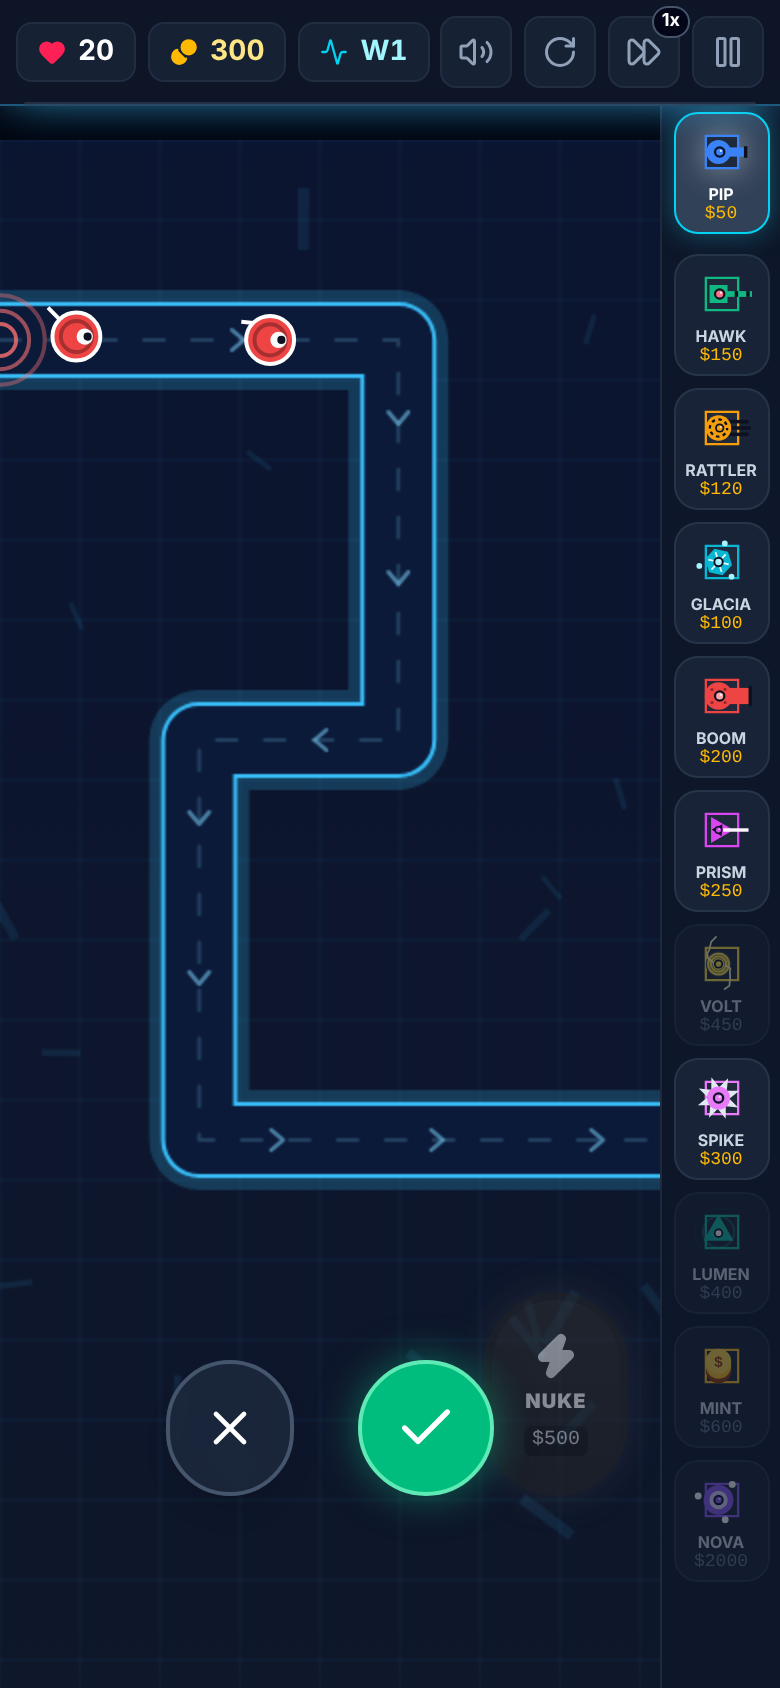 20
300
W1
1x
PIP
$50
HAWK
$150
RATTLER
$120
GLACIA
$100
BOOM
$200
PRISM
$250
VOLT
$450
SPIKE
$300
LUMEN
$400
NUKE
$500
$
MINT
$600
NOVA
$2000